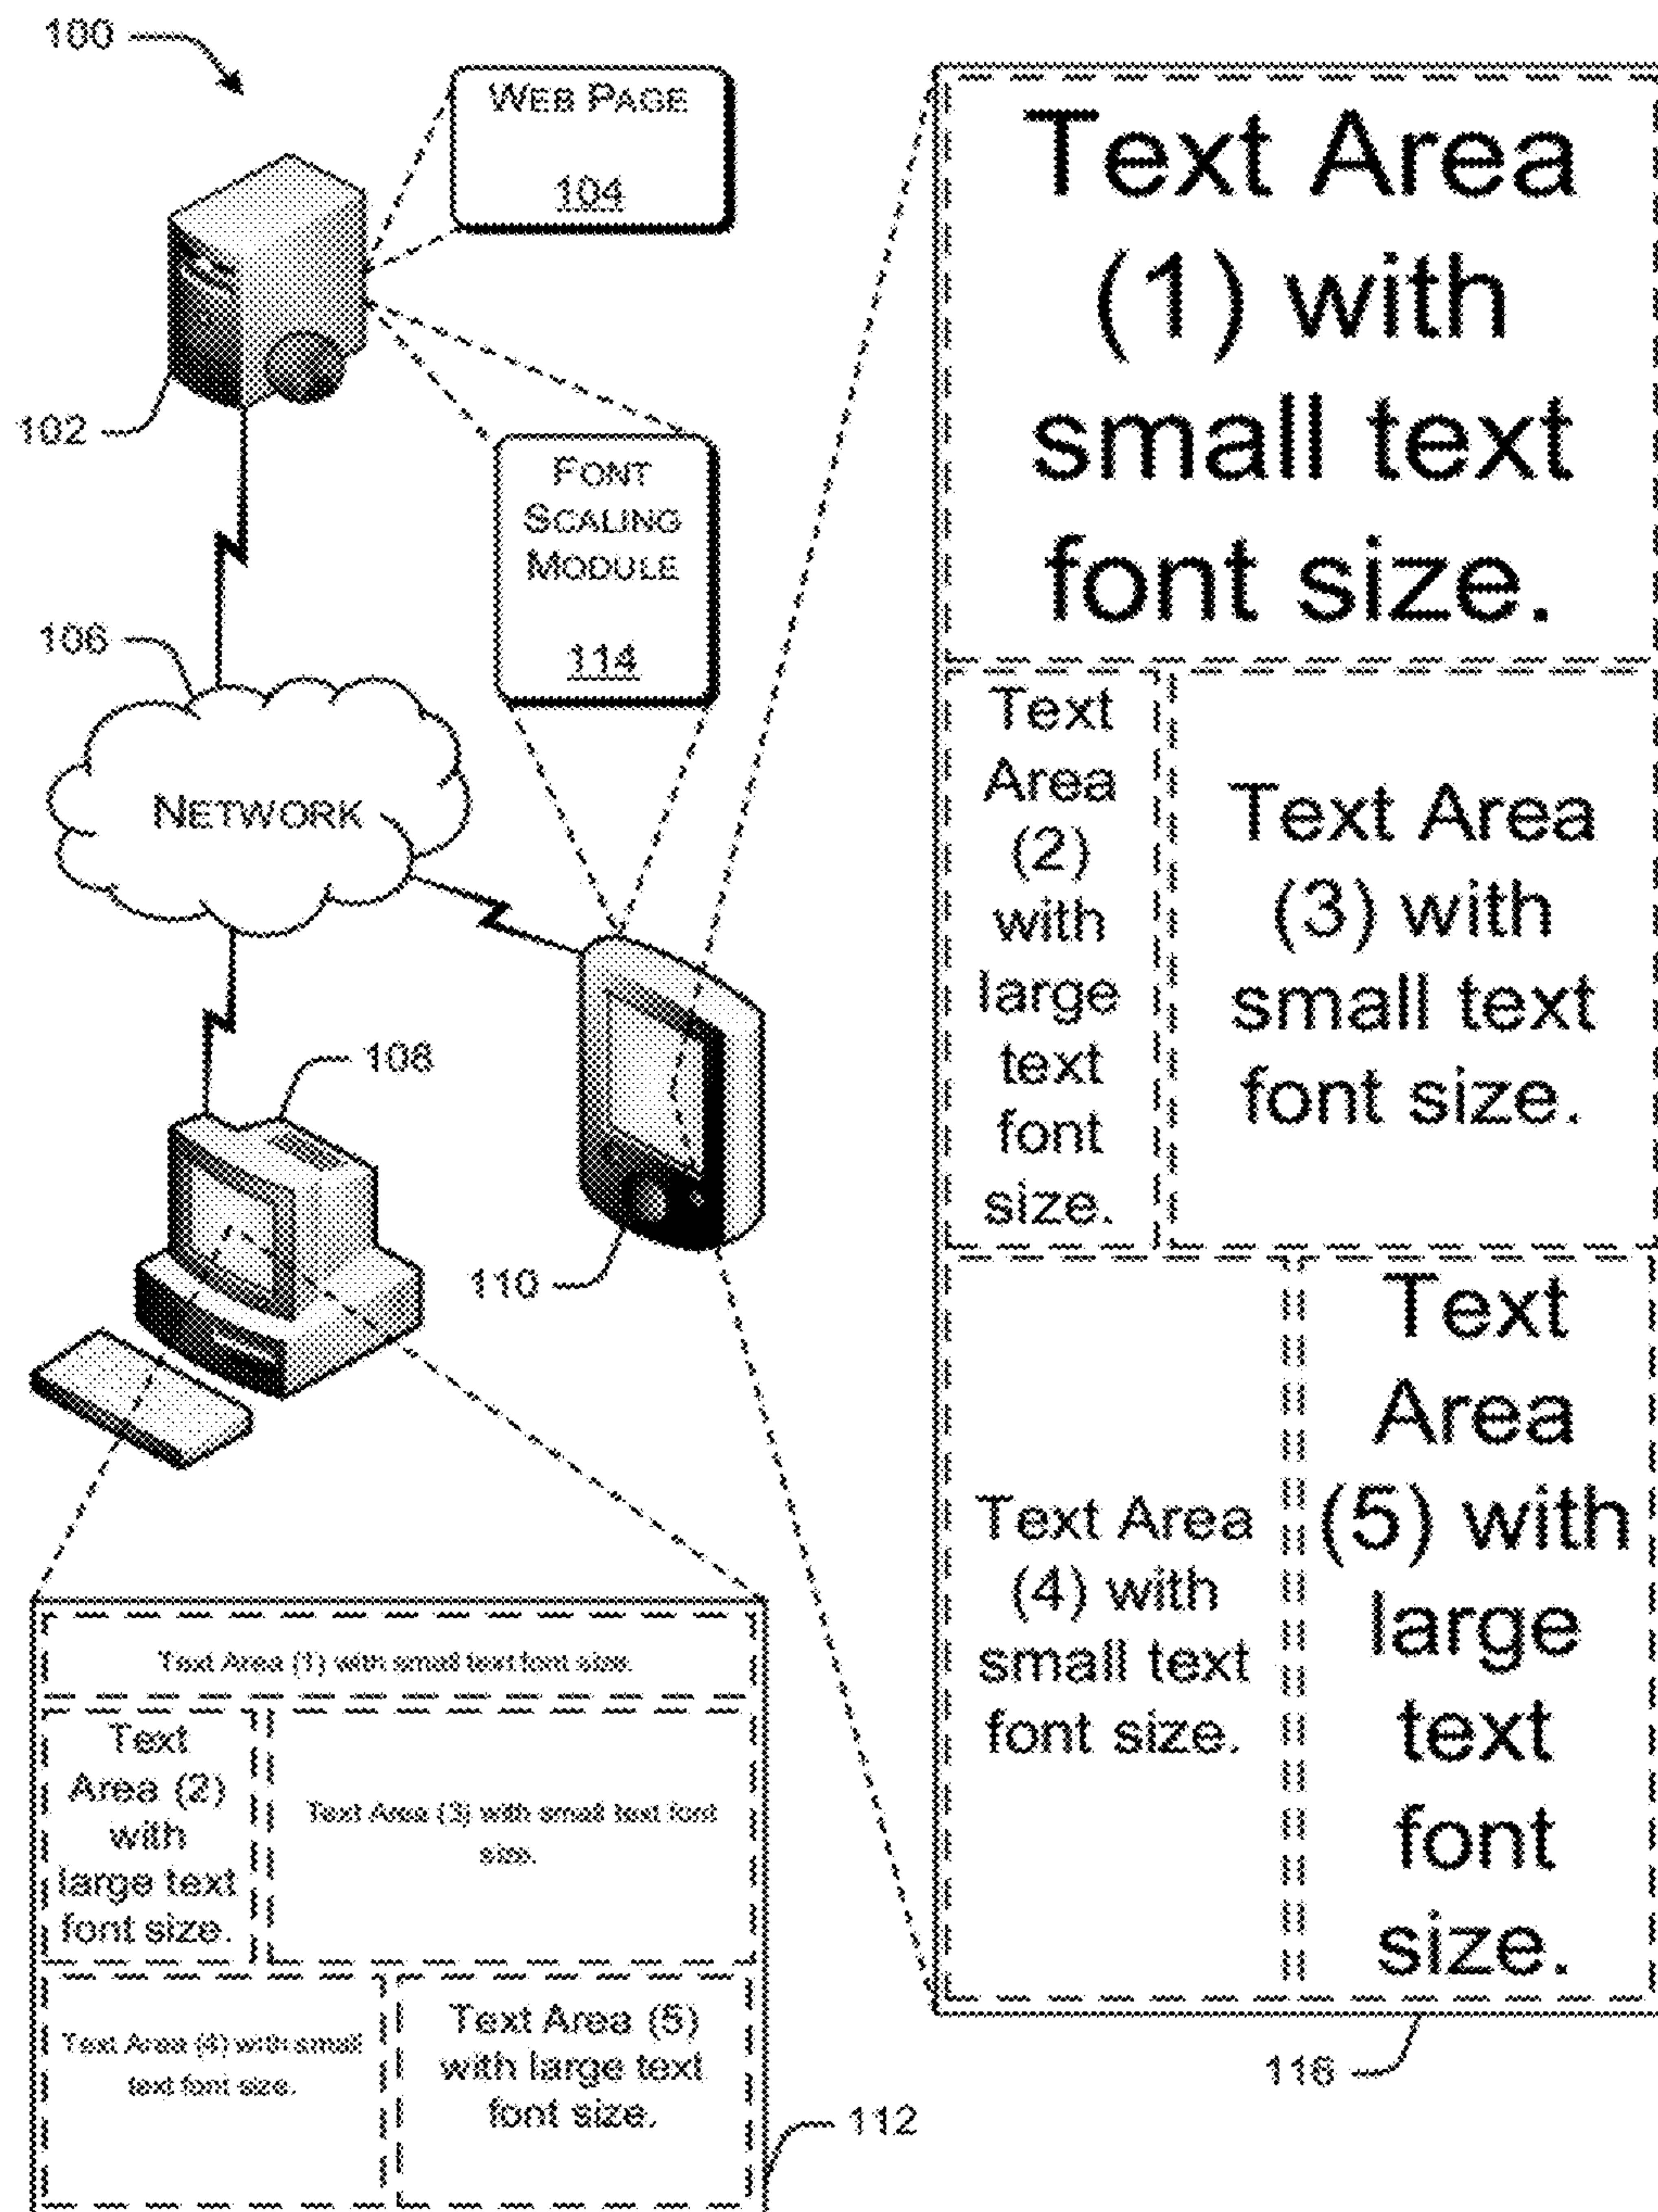 100
WEB PAGE
104
102
FONT
SCALING
MODULE
114
106
NETWORK
108
110
Text Area
(1) with
small text
font size.
Text
Area
(2)
with
large
text
font
size.
Text Area
(3) with
small text
font size.
Text Area
(4) with
small text
font size.
Text
Area
(5) with
large
text
font
size.
116
Text Area (1) with small text font size.
Text
Area (2)
with
large text
font size.
Text Area (3) with small text font
size.
Text Area (4) with small
text font size.
Text Area (5)
with large text
font size.
112